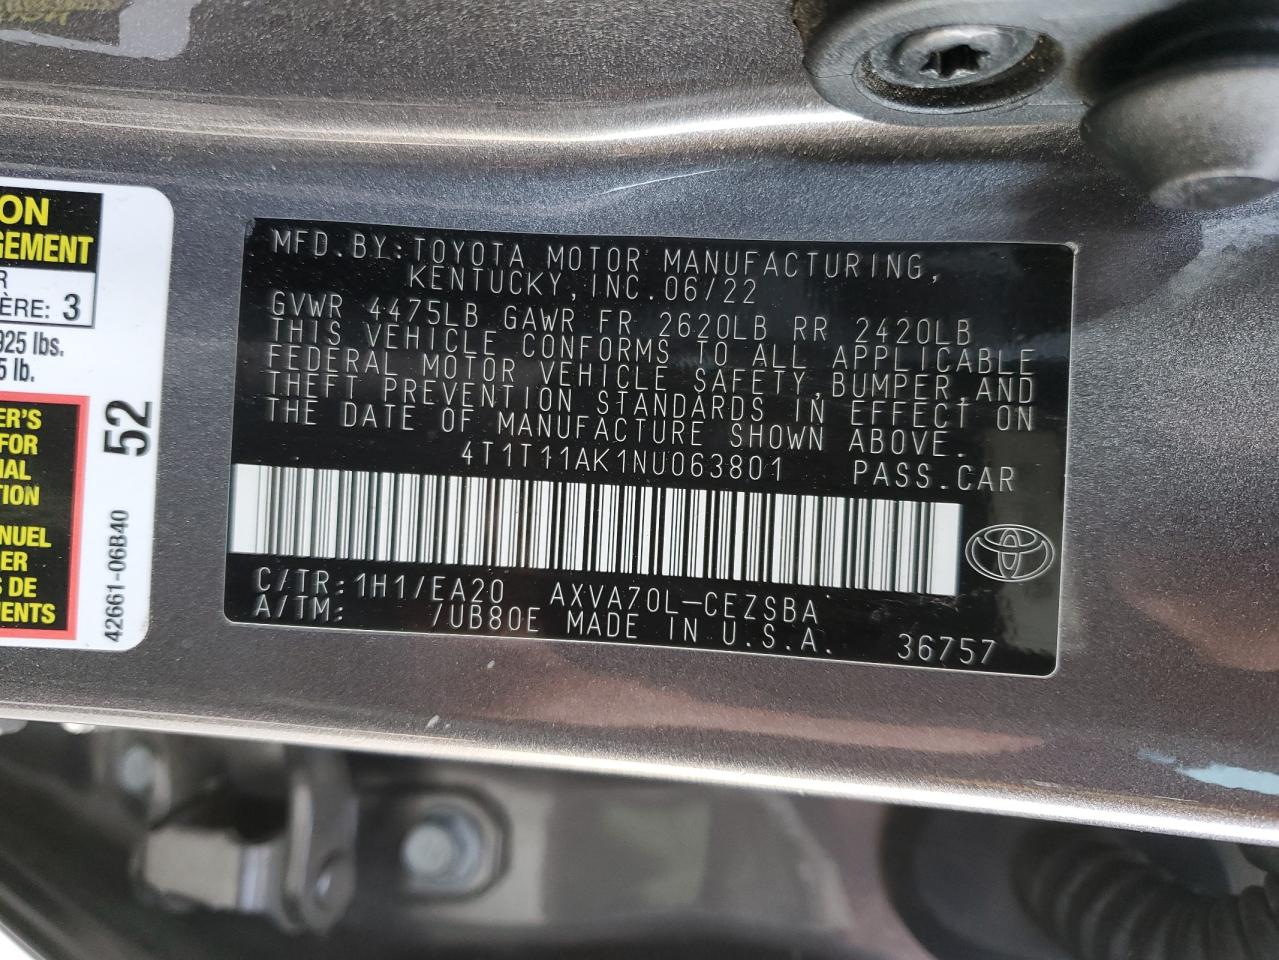 ON
GEMENT
R
ÈRE: 3
925 lbs.
5 lb.
ER'S
FOR
IAL
TION
NUEL
ER
S DE
MENTS
52
42661-06B40
MFD.BY:TOYOTA MOTOR MANUFACTURING,
KENTUCKY,INC.06/22
GVWR 4475LB GAWR FR 2620LB RR 2420LB
THIS VEHICLE CONFORMS TO ALL APPLICABLE
FEDERAL MOTOR VEHICLE SAFETY,BUMPER,AND
THEFT PREVENTION STANDARDS IN EFFECT ON
THE DATE OF MANUFACTURE SHOWN ABOVE.
4T1T11AK1NU063801 PASS.CAR
C/TR:1H1/EA20 AXVA70L-CEZSBA
A/TM: /UB80E MADE IN U.S.A. 36757